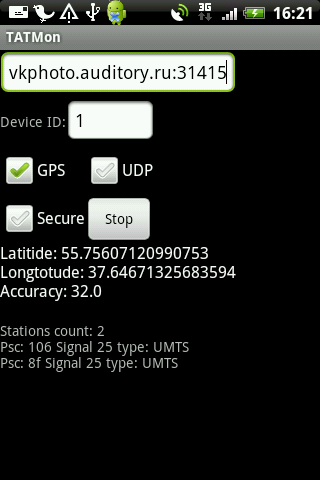 3G
16:21
TATMon
vkphoto.auditory.ru:31415
Device ID: 1
GPS UDP
Secure Stop
Latitide: 55.75607120990753
Longtotude: 37.64671325683594
Accuracy: 32.0
Stations count: 2
Psc: 106 Signal 25 type: UMTS
Psc: 8f Signal 25 type: UMTS